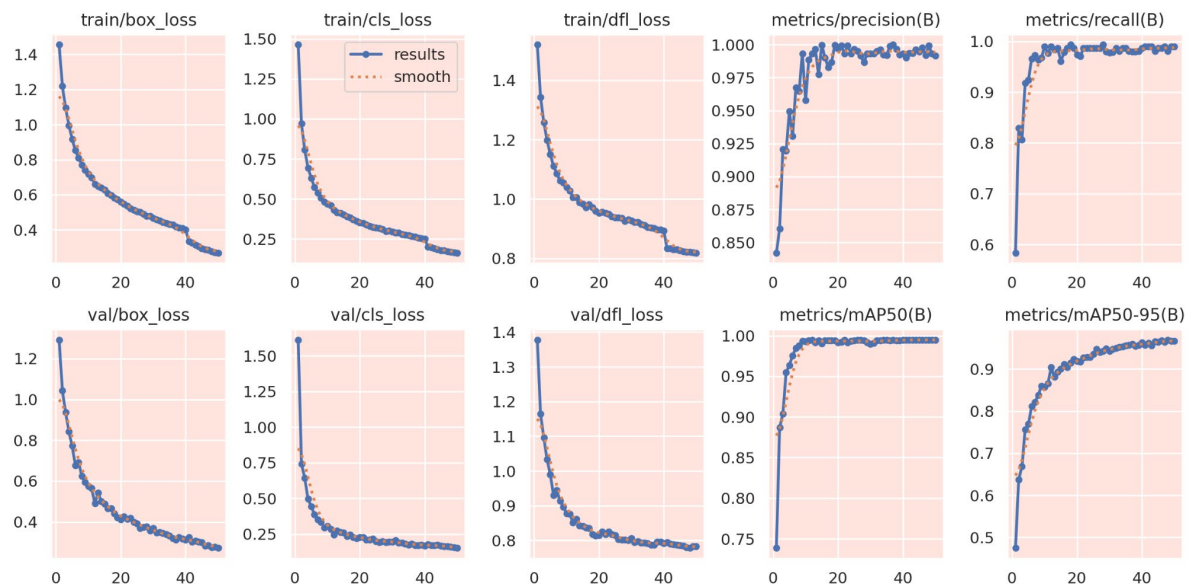 train/box_loss
1.4
1.2
1.0
0.8
0.6
0.4
0 20 40
train/cls_loss
1.50
1.25
1.00
0.75
0.50
0.25
results
smooth
0 20 40
train/dfl_loss
1.4
1.2
1.0
0.8
0 20 40
metrics/precision(B)
1.000
0.975
0.950
0.925
0.900
0.875
0.850
0 20 40
metrics/recall(B)
1.0
0.9
0.8
0.7
0.6
0 20 40
val/box_loss
1.2
1.0
0.8
0.6
0.4
0 20 40
val/cls_loss
1.50
1.25
1.00
0.75
0.50
0.25
0 20 40
val/dfl_loss
1.4
1.3
1.2
1.1
1.0
0.9
0.8
0 20 40
metrics/mAP50(B)
1.00
0.95
0.90
0.85
0.80
0.75
0 20 40
metrics/mAP50-95(B)
0.9
0.8
0.7
0.6
0.5
0 20 40